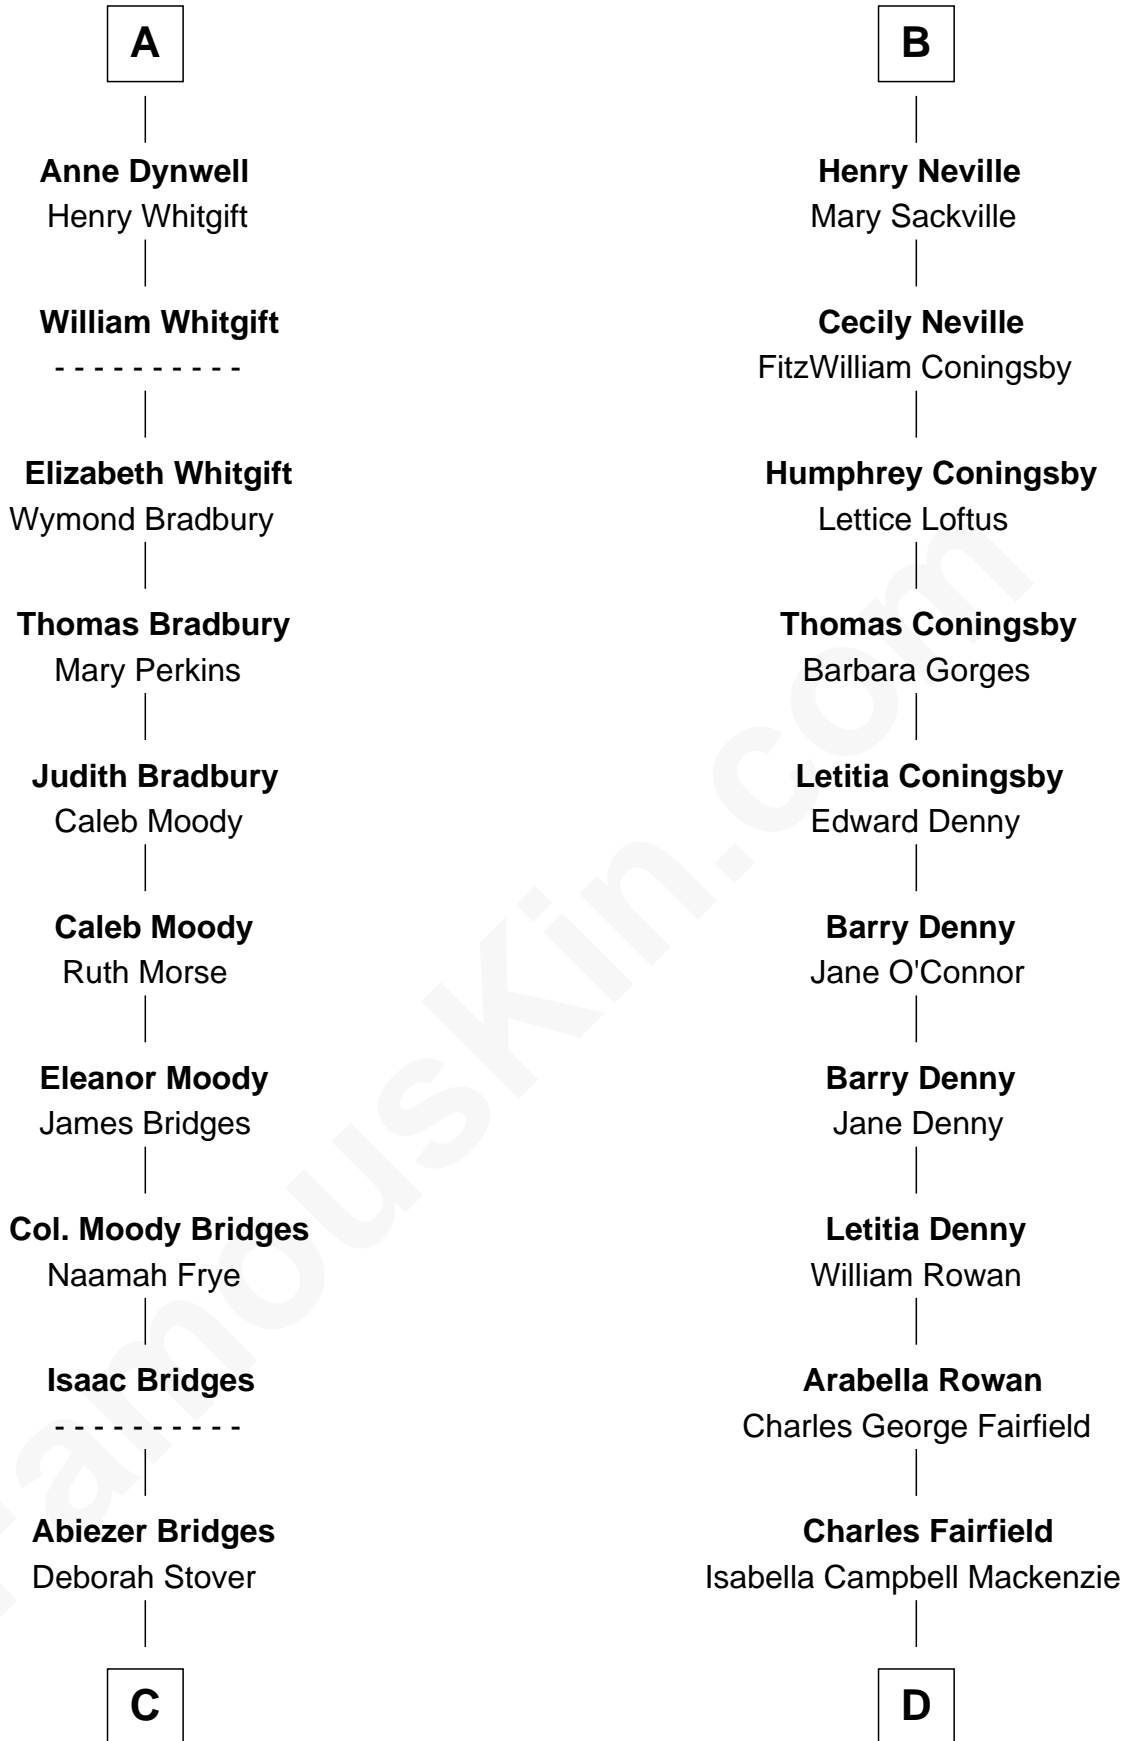 A
Anne Dynwell
Henry Whitgift
William Whitgift
- - - - - - - - - -
Elizabeth Whitgift
Wymond Bradbury
Thomas Bradbury
Mary Perkins
Judith Bradbury
Caleb Moody
Caleb Moody
Ruth Morse
Eleanor Moody
James Bridges
Col. Moody Bridges
Naamah Frye
Isaac Bridges
- - - - - - - - - -
Abiezer Bridges
Deborah Stover
C
B
Henry Neville
Mary Sackville
Cecily Neville
FitzWilliam Coningsby
Humphrey Coningsby
Lettice Loftus
Thomas Coningsby
Barbara Gorges
Letitia Coningsby
Edward Denny
Barry Denny
Jane O'Connor
Barry Denny
Jane Denny
Letitia Denny
William Rowan
Arabella Rowan
Charles George Fairfield
Charles Fairfield
Isabella Campbell Mackenzie
D
FamousKin.com